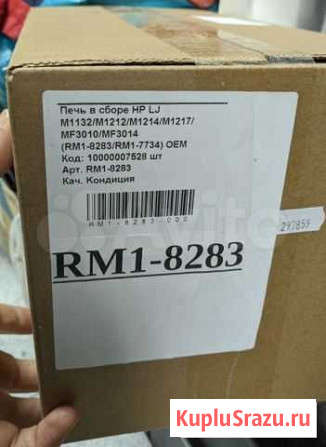 Печь в сборе HP LJ
M1132/M1212/M1214/M1217/
MF3010/MF3014
(RM1-8283/RM1-7734) OEM
Код: 10000007528 шт
Арт. RM1-8283
Кач. Кондиция
RM1-8283-000
Avito
297859
RM1-8283
KupluSrazu.ru